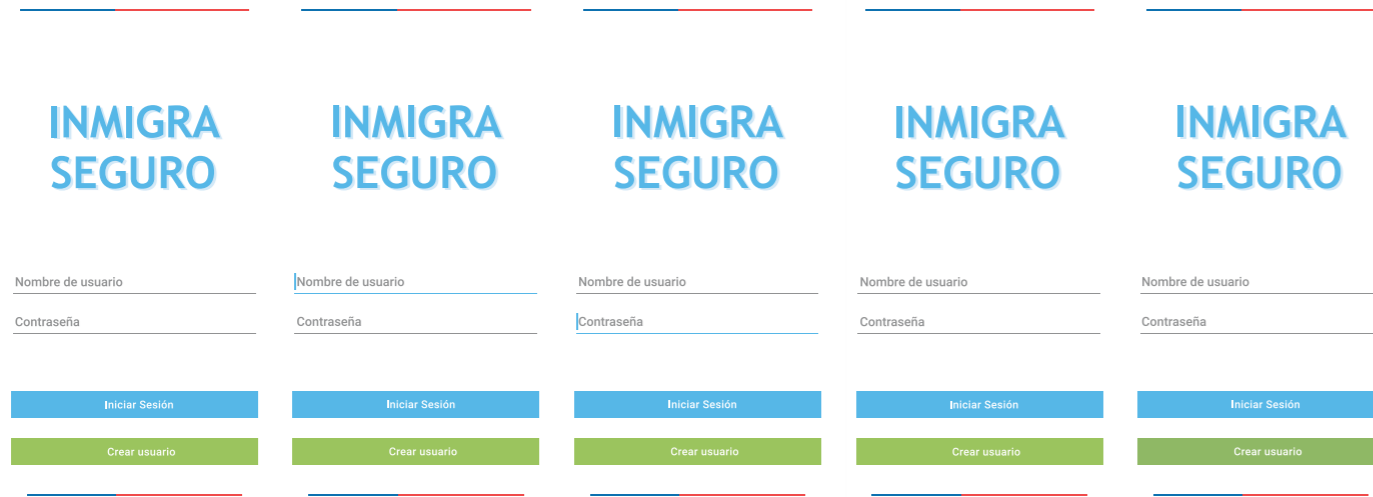 INMIGRA
SEGURO
Nombre de usuario
Contraseña
Iniciar Sesión
Crear usuario
INMIGRA
SEGURO
Nombre de usuario
Contraseña
Iniciar Sesión
Crear usuario
INMIGRA
SEGURO
Nombre de usuario
Contraseña
Iniciar Sesión
Crear usuario
INMIGRA
SEGURO
Nombre de usuario
Contraseña
Iniciar Sesión
Crear usuario
INMIGRA
SEGURO
Nombre de usuario
Contraseña
Iniciar Sesión
Crear usuario